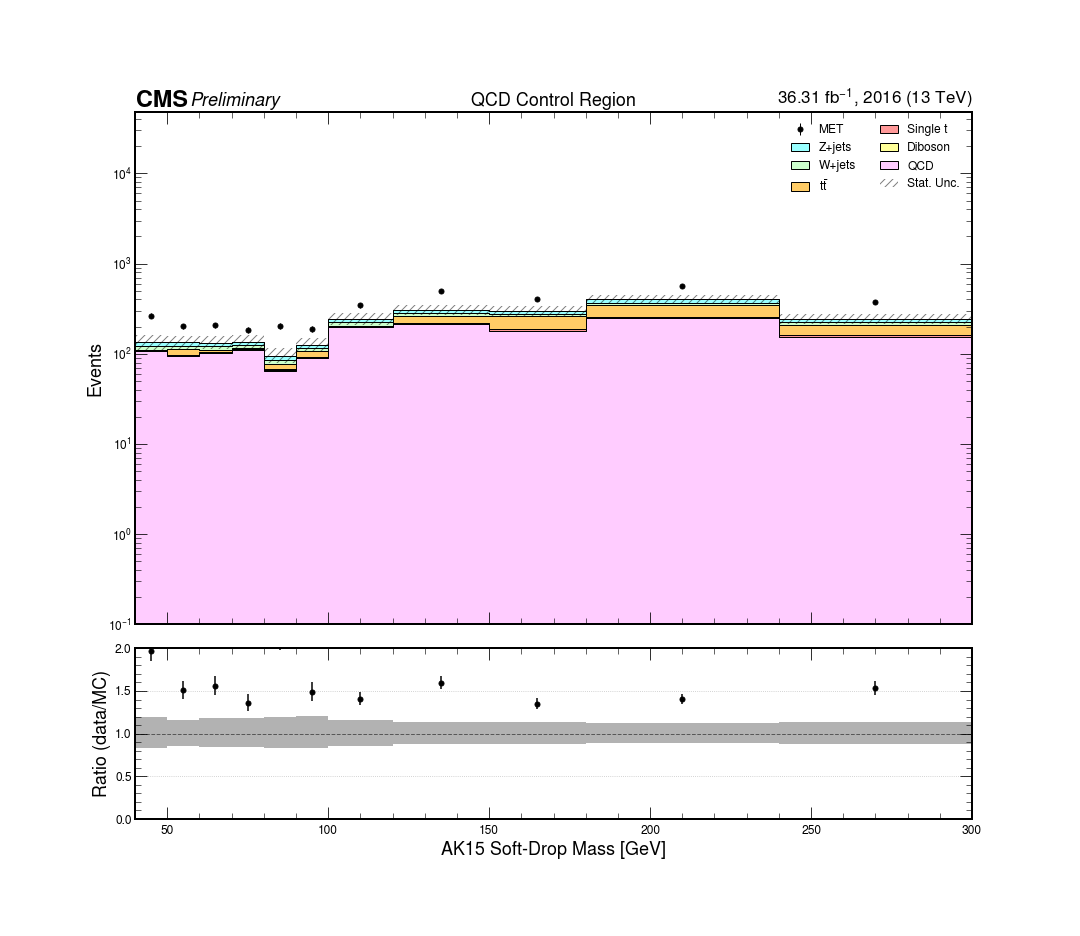 CMS Preliminary QCD Control Region 36.31 fb⁻¹, 2016 (13 TeV)
MET
Z+jets
W+jets
tt̄
Single t
Diboson
QCD
Stat. Unc.
Events
10⁴
10³
10²
10¹
10⁰
10⁻¹
Ratio (data/MC)
2.0
1.5
1.0
0.5
0.0
50 100 150 200 250 300
AK15 Soft-Drop Mass [GeV]